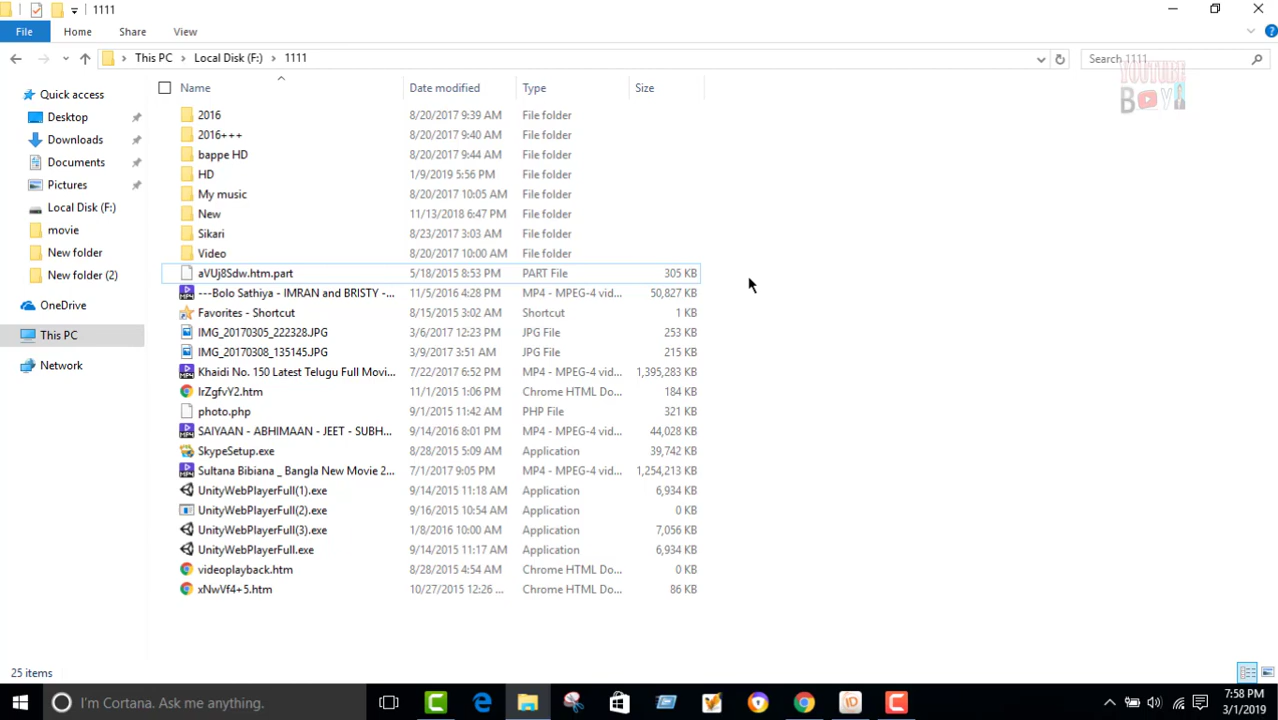 1111
File Home Share View
This PC Local Disk (F:) 1111 Search 1111
YOUTUBE
BOY
Name Date modified Type Size
Quick access
Desktop
Downloads
Documents
Pictures
Local Disk (F:)
movie
New folder
New folder (2)
OneDrive
This PC
Network
2016 8/20/2017 9:39 AM File folder
2016+++ 8/20/2017 9:40 AM File folder
bappe HD 8/20/2017 9:44 AM File folder
HD 1/9/2019 5:56 PM File folder
My music 8/20/2017 10:05 AM File folder
New 11/13/2018 6:47 PM File folder
Sikari 8/23/2017 3:03 AM File folder
Video 8/20/2017 10:00 AM File folder
aVUj8Sdw.htm.part 5/18/2015 8:53 PM PART File 305 KB
---Bolo Sathiya - IMRAN and BRISTY -... 11/5/2016 4:28 PM MP4 - MPEG-4 vid... 50,827 KB
Favorites - Shortcut 8/15/2015 3:02 AM Shortcut 1 KB
IMG_20170305_222328.JPG 3/6/2017 12:23 PM JPG File 253 KB
IMG_20170308_135145.JPG 3/9/2017 3:51 AM JPG File 215 KB
Khaidi No. 150 Latest Telugu Full Movi... 7/22/2017 6:52 PM MP4 - MPEG-4 vid... 1,395,283 KB
IrZgfvY2.htm 11/1/2015 1:06 PM Chrome HTML Do... 184 KB
photo.php 9/1/2015 11:42 AM PHP File 321 KB
SAIYAAN - ABHIMAAN - JEET - SUBH... 9/14/2016 8:01 PM MP4 - MPEG-4 vid... 44,028 KB
SkypeSetup.exe 8/28/2015 5:09 AM Application 39,742 KB
Sultana Bibiana _ Bangla New Movie 2... 7/1/2017 9:05 PM MP4 - MPEG-4 vid... 1,254,213 KB
UnityWebPlayerFull(1).exe 9/14/2015 11:18 AM Application 6,934 KB
UnityWebPlayerFull(2).exe 9/16/2015 10:54 AM Application 0 KB
UnityWebPlayerFull(3).exe 1/8/2016 10:00 AM Application 7,056 KB
UnityWebPlayerFull.exe 9/14/2015 11:17 AM Application 6,934 KB
videoplayback.htm 8/28/2015 4:54 AM Chrome HTML Do... 0 KB
xNwVf4+5.htm 10/27/2015 12:26 ... Chrome HTML Do... 86 KB
25 items
I'm Cortana. Ask me anything.
7:58 PM
3/1/2019